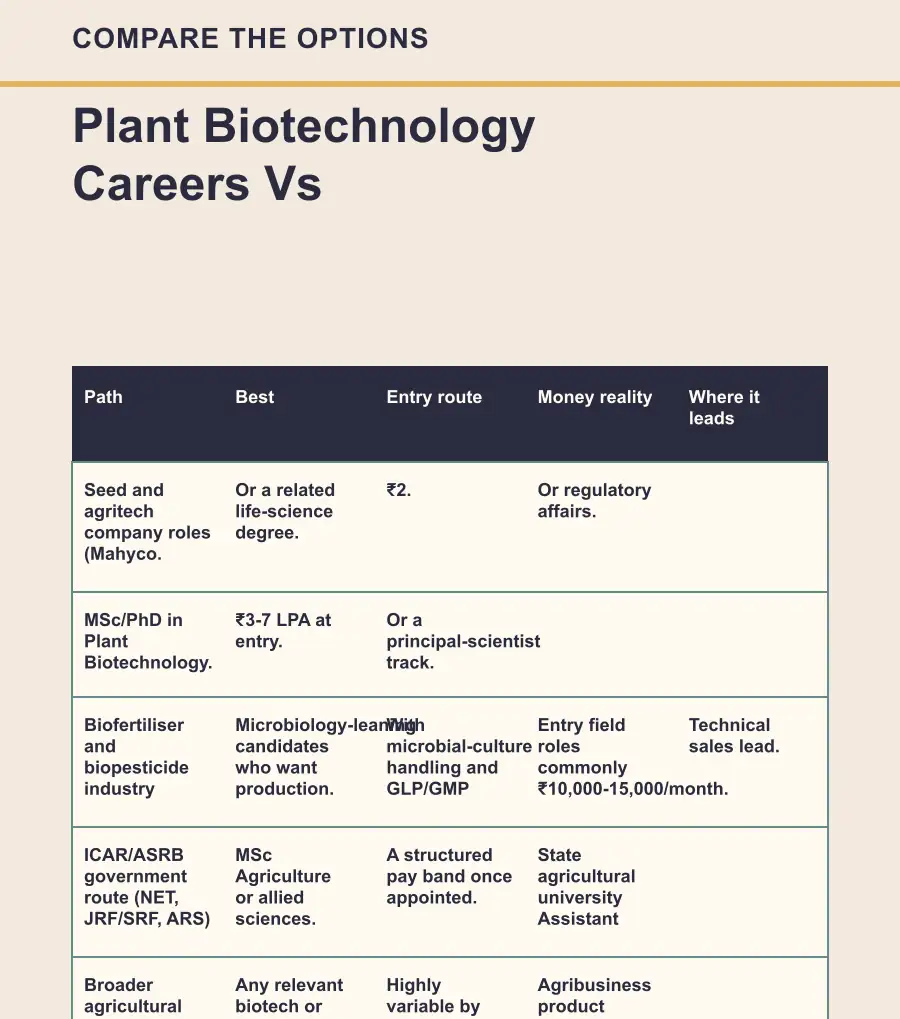 COMPARE THE OPTIONS
Plant Biotechnology
Careers Vs
Path
Best
Entry route
Money reality
Where it
leads
Seed and
agritech
company roles
(Mahyco.
Or a related
life-science
degree.
₹2.
Or regulatory
affairs.
MSc/PhD in
Plant
Biotechnology.
₹3-7 LPA at
entry.
Or a
principal-scientist
track.
Biofertiliser
and
biopesticide
industry
Microbiology-leaning
candidates
who want
production.
With
microbial-culture
handling and
GLP/GMP
Entry field
roles
commonly
₹10,000-15,000/month.
Technical
sales lead.
ICAR/ASRB
government
route (NET,
JRF/SRF, ARS)
MSc
Agriculture
or allied
sciences.
A structured
pay band once
appointed.
State
agricultural
university
Assistant
Broader
agricultural
Any relevant
biotech or
Highly
variable by
Agribusiness
product